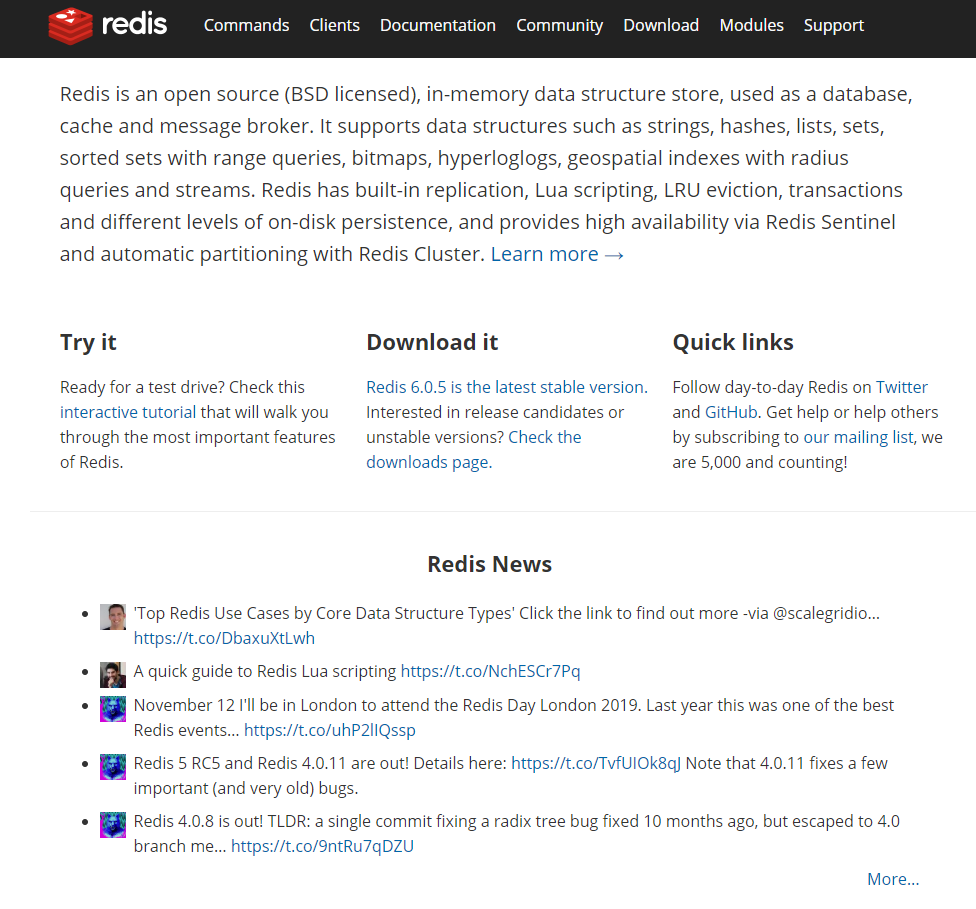 redis Commands Clients Documentation Community Download Modules Support
Redis is an open source (BSD licensed), in-memory data structure store, used as a database,
cache and message broker. It supports data structures such as strings, hashes, lists, sets,
sorted sets with range queries, bitmaps, hyperloglogs, geospatial indexes with radius
queries and streams. Redis has built-in replication, Lua scripting, LRU eviction, transactions
and different levels of on-disk persistence, and provides high availability via Redis Sentinel
and automatic partitioning with Redis Cluster. Learn more →
Try it
Ready for a test drive? Check this
interactive tutorial that will walk you
through the most important features
of Redis.
Download it
Redis 6.0.5 is the latest stable version.
Interested in release candidates or
unstable versions? Check the
downloads page.
Quick links
Follow day-to-day Redis on Twitter
and GitHub. Get help or help others
by subscribing to our mailing list, we
are 5,000 and counting!
Redis News
'Top Redis Use Cases by Core Data Structure Types' Click the link to find out more -via @scalegridio...
https://t.co/DbaxuXtLwh
A quick guide to Redis Lua scripting https://t.co/NchESCr7Pq
November 12 I'll be in London to attend the Redis Day London 2019. Last year this was one of the best
Redis events... https://t.co/uhP2lIQssp
Redis 5 RC5 and Redis 4.0.11 are out! Details here: https://t.co/TvfUIOk8qJ Note that 4.0.11 fixes a few
important (and very old) bugs.
Redis 4.0.8 is out! TLDR: a single commit fixing a radix tree bug fixed 10 months ago, but escaped to 4.0
branch me... https://t.co/9ntRu7qDZU
More...